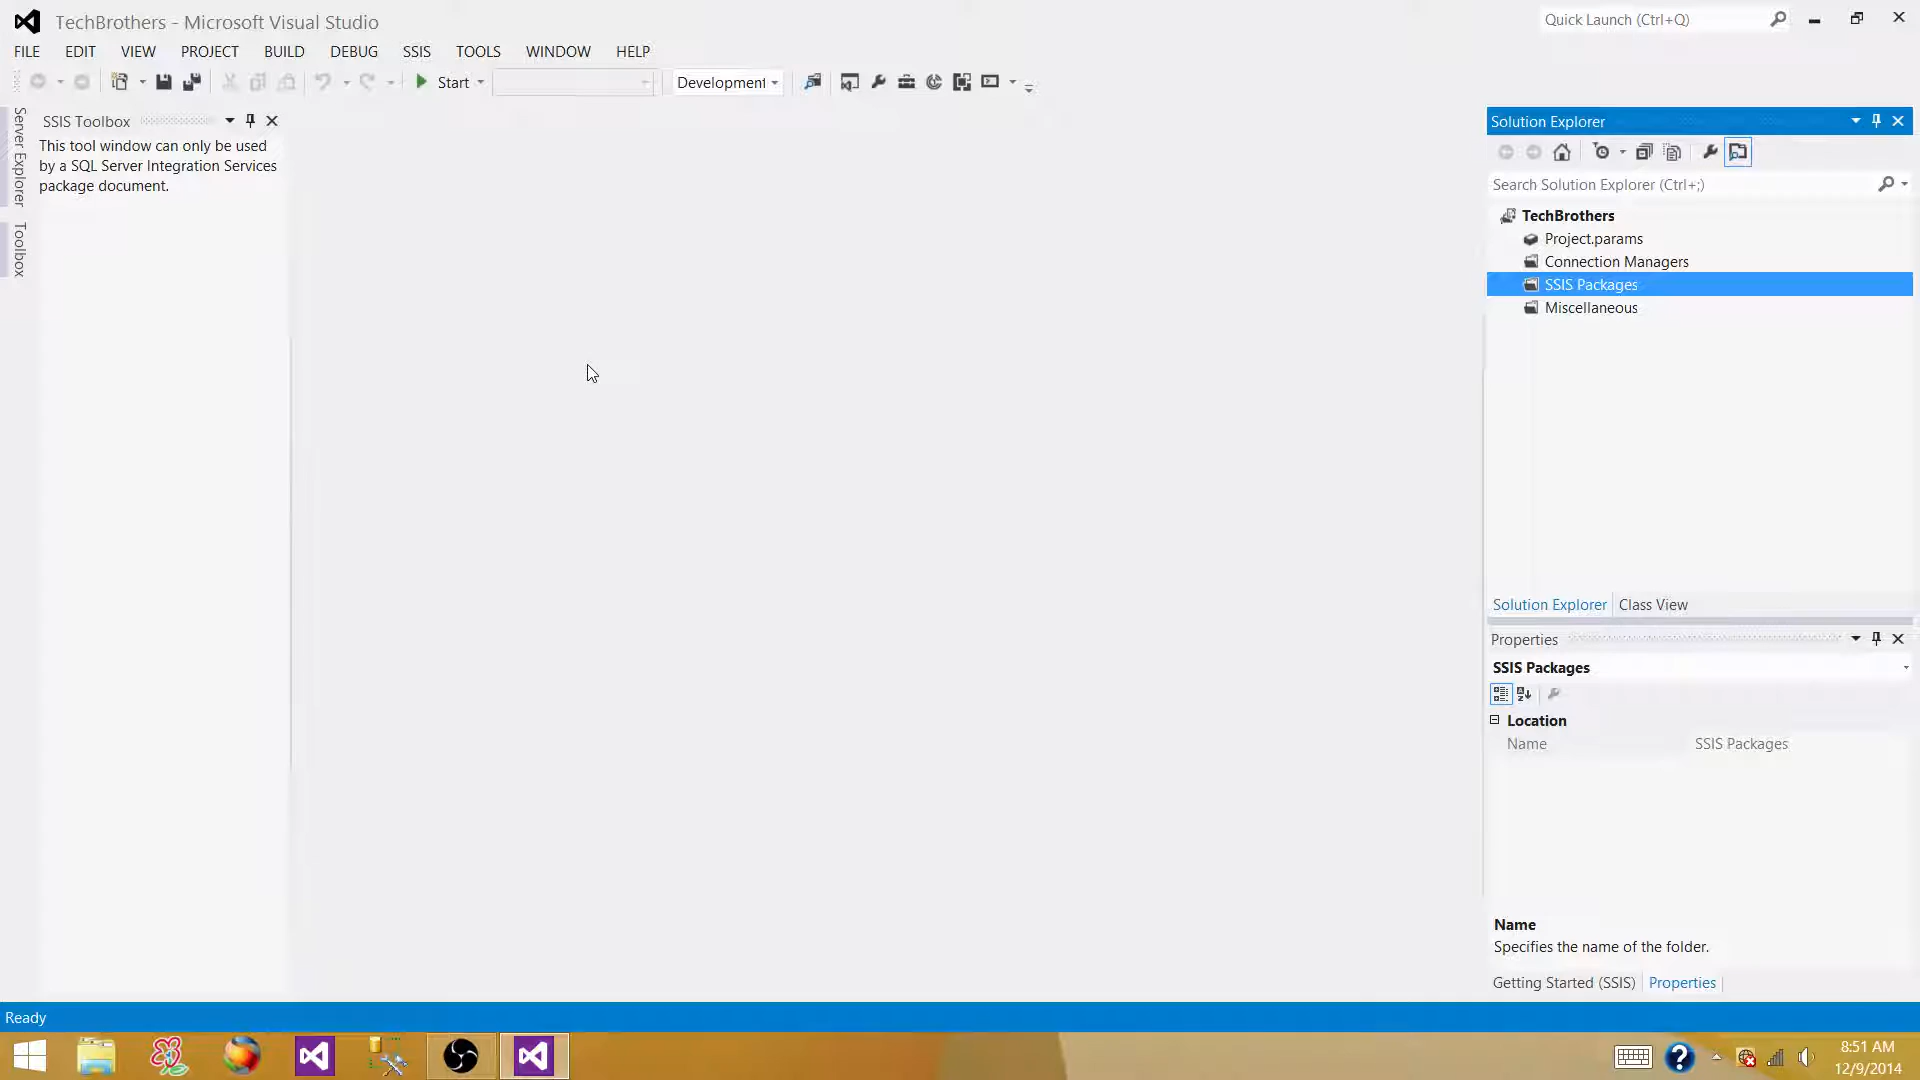 TechBrothers - Microsoft Visual Studio
Quick Launch (Ctrl+Q)
FILE EDIT VIEW PROJECT BUILD DEBUG SSIS TOOLS WINDOW HELP
Start
Development
Server Explorer
Toolbox
SSIS Toolbox
This tool window can only be used
by a SQL Server Integration Services
package document.
Solution Explorer
Search Solution Explorer (Ctrl+;)
TechBrothers
Project.params
Connection Managers
SSIS Packages
Miscellaneous
Solution Explorer Class View
Properties
SSIS Packages
Location
Name SSIS Packages
Name
Specifies the name of the folder.
Getting Started (SSIS) Properties
Ready
8:51 AM
12/9/2014